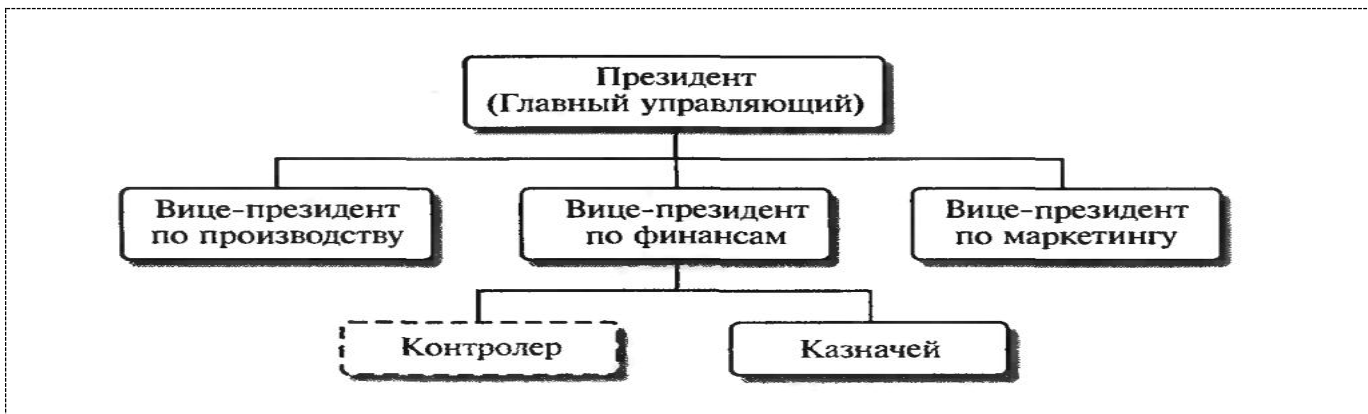 Президент
(Главный управляющий)
Вице-президент
по производству
Вице-президент
по финансам
Вице-президент
по маркетингу
Контролер
Казначей